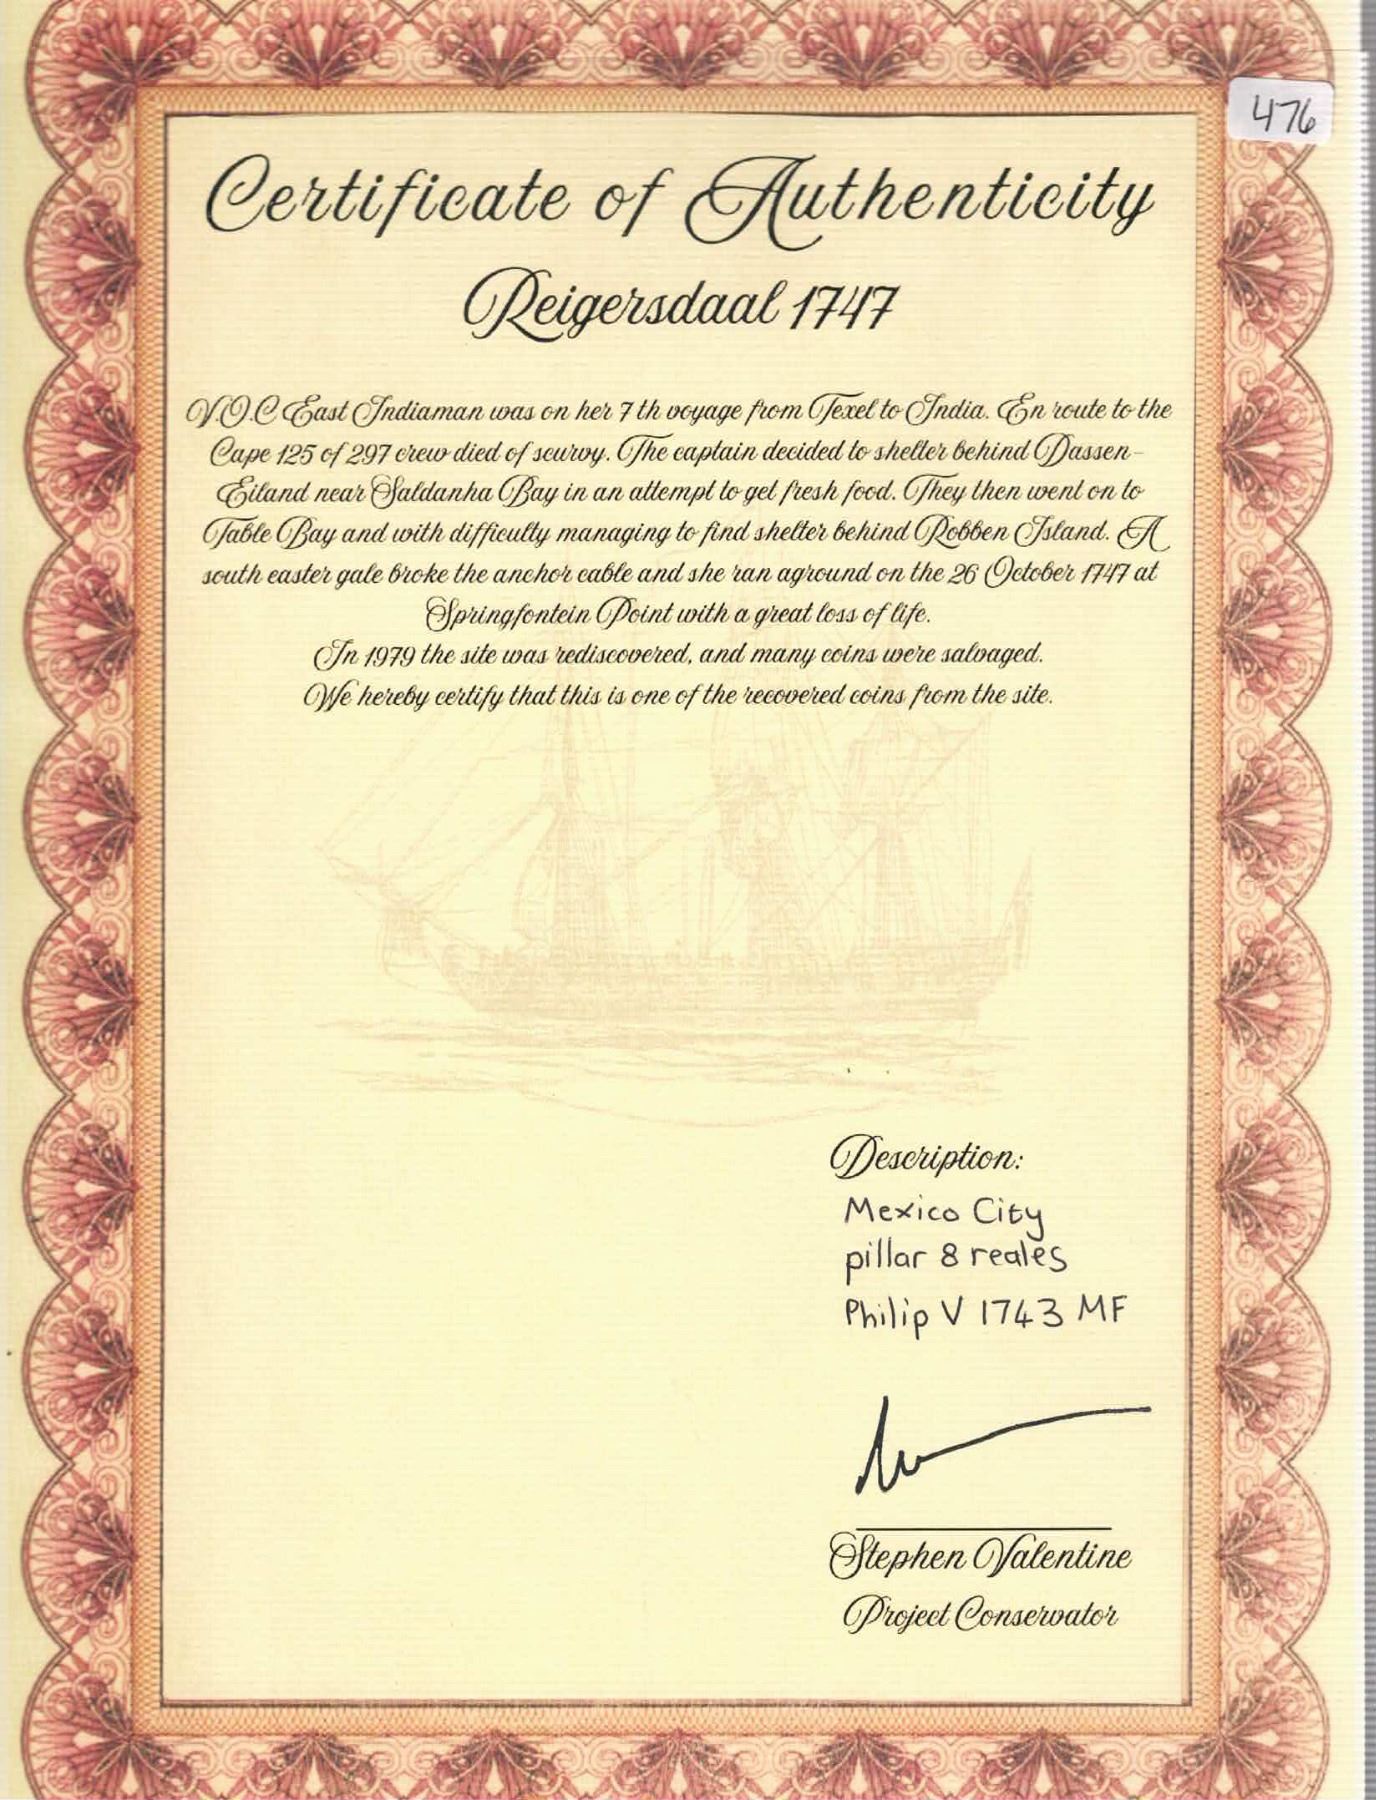 476
Certificate of Authenticity
Reigersdaal 1747
V.O.C East Indiaman was on her 7 th voyage from Texel to India. En route to the
Cape 125 of 297 crew died of scurvy. The captain decided to shelter behind Dassen-
Eiland near Saldanha Bay in an attempt to get fresh food. They then went on to
Table Bay and with difficulty managing to find shelter behind Robben Island. A
south easter gale broke the anchor cable and she ran aground on the 26 October 1747 at
Springfontein Point with a great loss of life.
In 1979 the site was rediscovered, and many coins were salvaged.
We hereby certify that this is one of the recovered coins from the site.
Description:
Mexico City
pillar 8 reales
Philip V 1743 MF
Stephen Valentine
Project Conservator